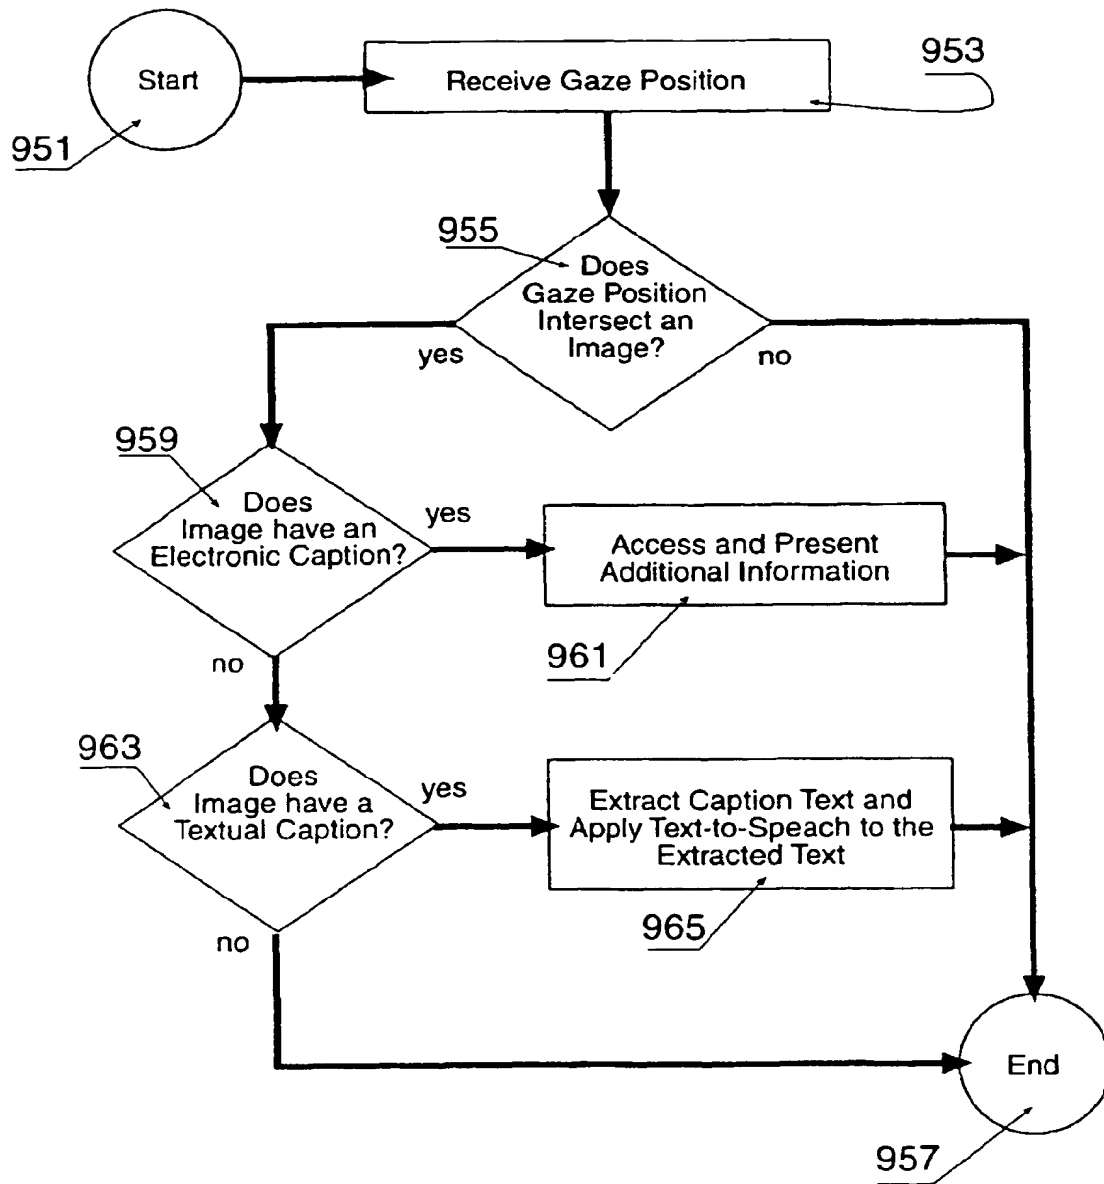 Start
Receive Gaze Position
953
951
955
Does
Gaze Position
Intersect an
Image?
yes
no
959
Does
Image have an
Electronic Caption?
yes
Access and Present
Additional Information
961
no
963
Does
Image have a
Textual Caption?
yes
Extract Caption Text and
Apply Text-to-Speach to the
Extracted Text
965
no
End
957